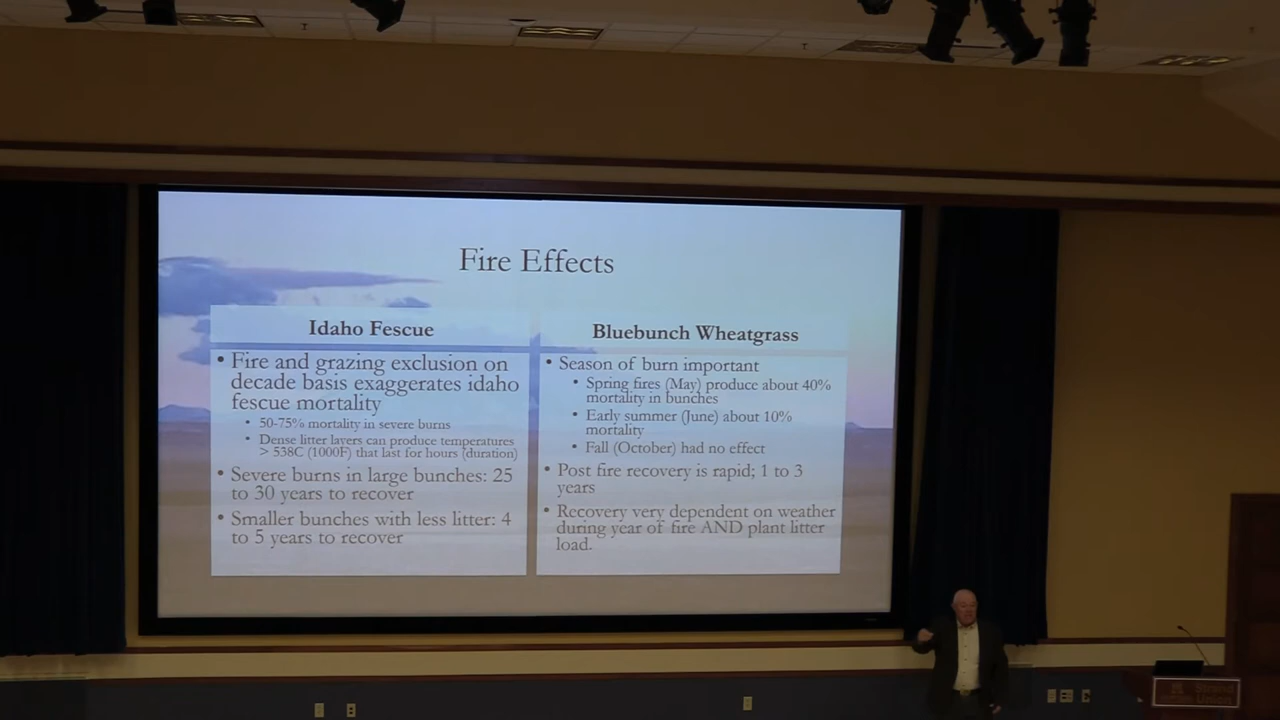 Fire Effects
Idaho Fescue
• Fire and grazing exclusion on
decade basis exaggerates idaho
fescue mortality
• 50-75% mortality in severe burns
• Dense litter layers can produce temperatures
> 538C (1000F) that last for hours (duration)
• Severe burns in large bunches: 25
to 30 years to recover
• Smaller bunches with less litter: 4
to 5 years to recover
Bluebunch Wheatgrass
• Season of burn important
• Spring fires (May) produce about 40%
mortality in bunches
• Early summer (June) about 10%
mortality
• Fall (October) had no effect
• Post fire recovery is rapid; 1 to 3
years
• Recovery very dependent on weather
during year of fire AND plant litter
load.
Strand
Union